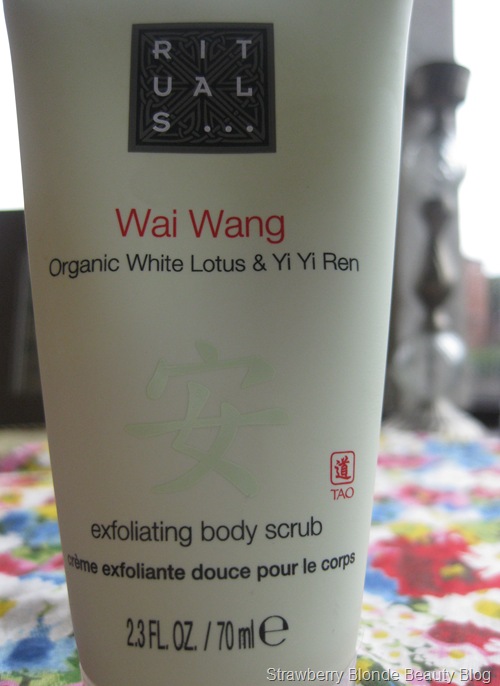 RIT
UAL
S...
Wai Wang
Organic White Lotus & Yi Yi Ren
安
道
TAO
exfoliating body scrub
crème exfoliante douce pour le corps
2.3 FL. OZ. / 70 ml ℮
Strawberry Blonde Beauty Blog